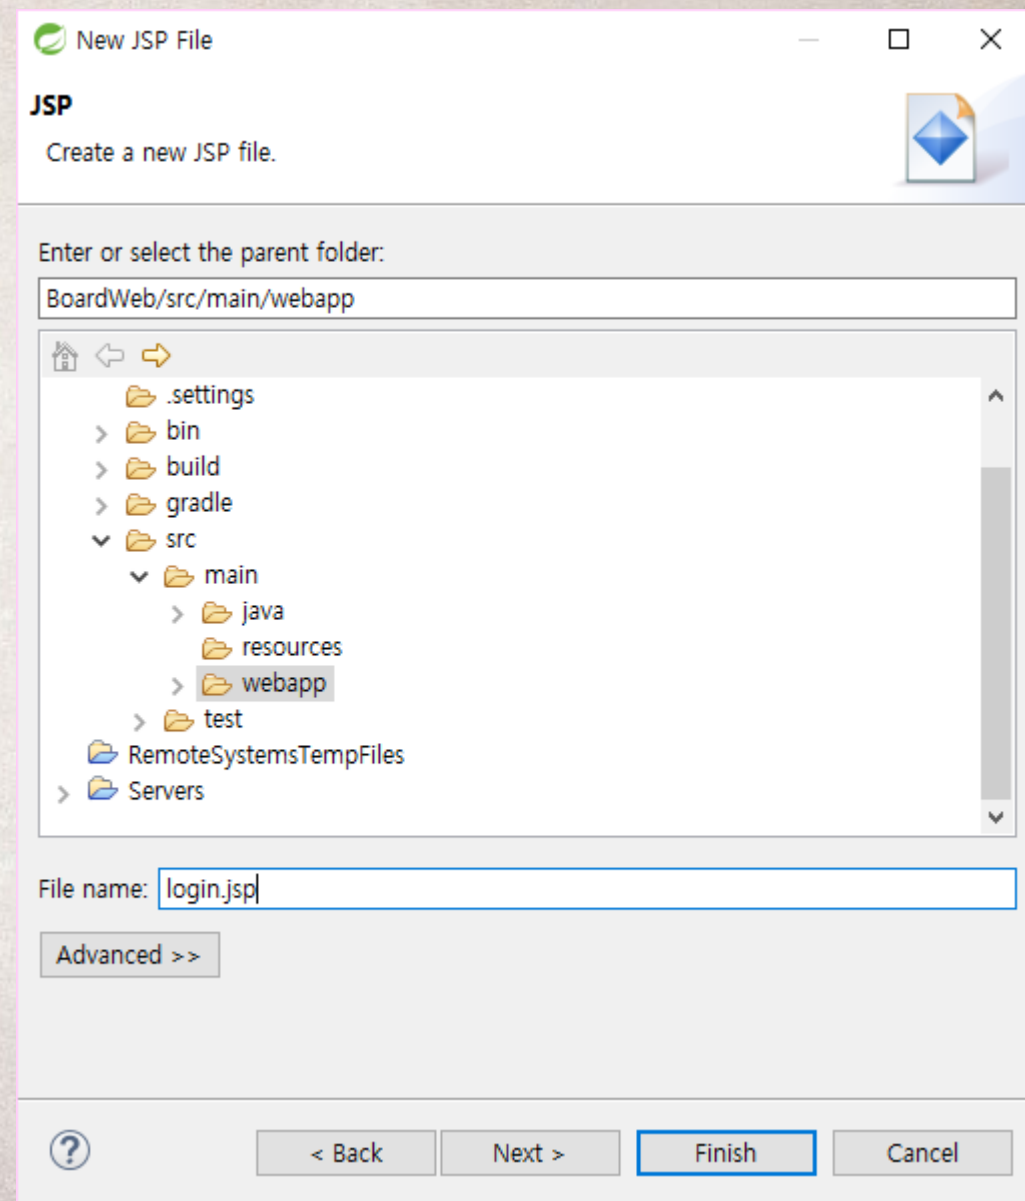 New JSP File
JSP
Create a new JSP file.
Enter or select the parent folder:
BoardWeb/src/main/webapp
.settings
bin
build
gradle
src
main
java
resources
webapp
test
RemoteSystemsTempFiles
Servers
File name: login.jsp
Advanced >>
< Back Next > Finish Cancel